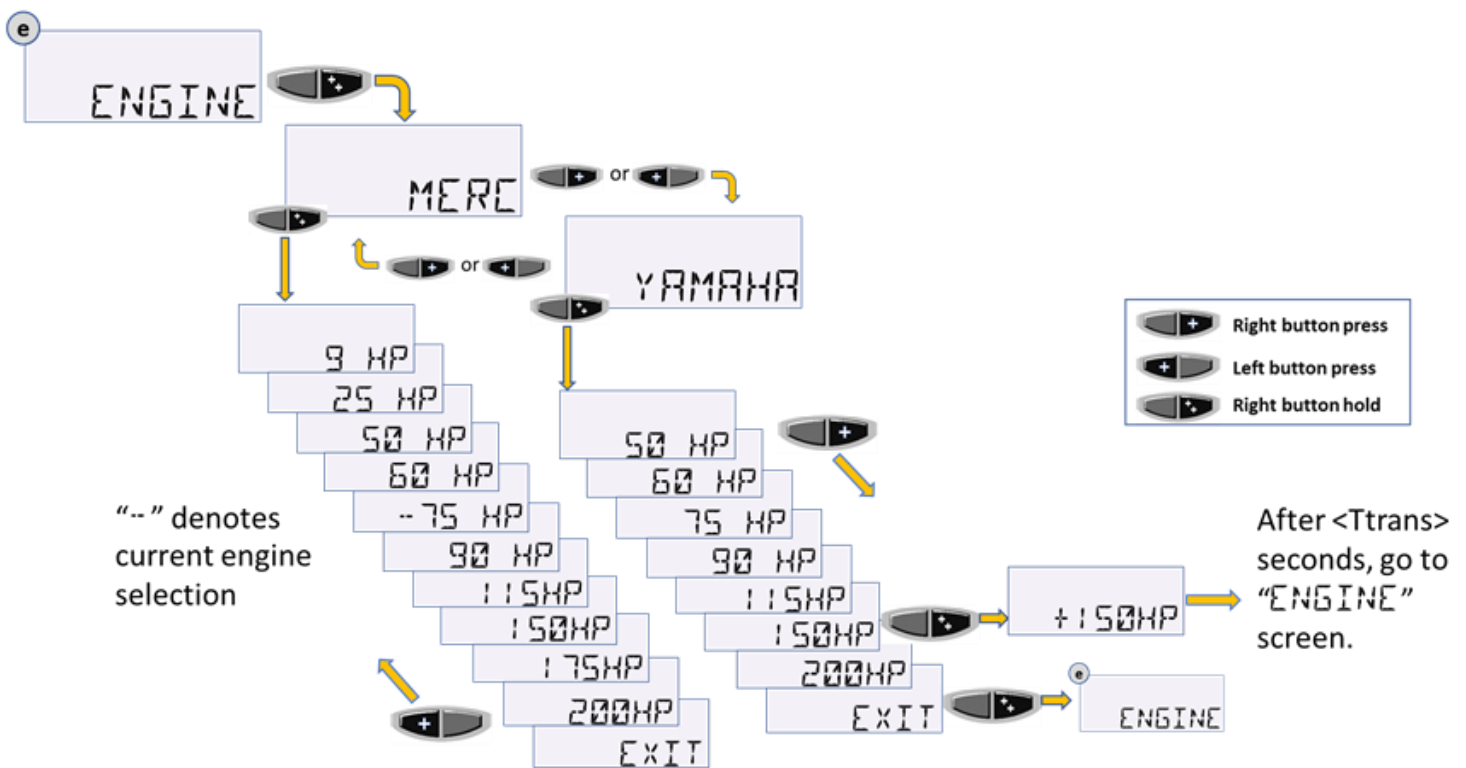 e
ENGINE
MERC
or
or
YAMAHA
9 HP
25 HP
50 HP
60 HP
--75 HP
90 HP
115HP
150HP
175HP
200HP
EXIT
50 HP
60 HP
75 HP
90 HP
115HP
150HP
200HP
EXIT
+150HP
e
ENGINE
"--" denotes
current engine
selection
Right button press
Left button press
Right button hold
After <Ttrans>
seconds, go to
"ENGINE"
screen.